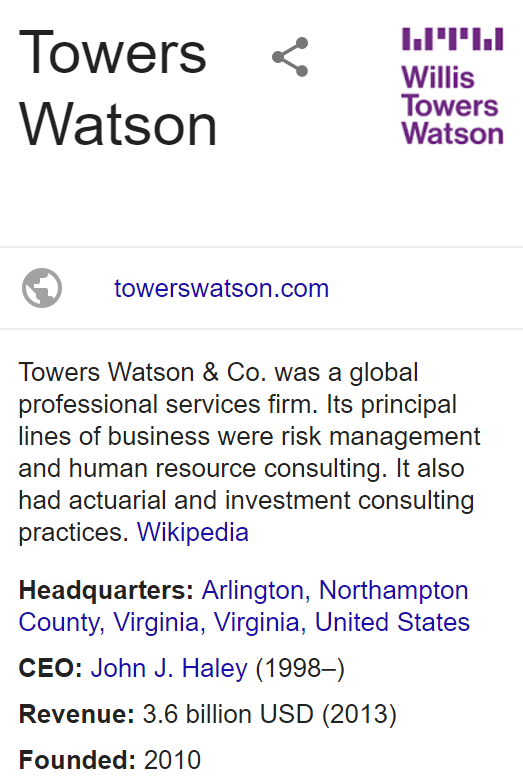 Towers
Watson
Willis
Towers
Watson
towerswatson.com
Towers Watson & Co. was a global
professional services firm. Its principal
lines of business were risk management
and human resource consulting. It also
had actuarial and investment consulting
practices. Wikipedia
Headquarters: Arlington, Northampton
County, Virginia, Virginia, United States
CEO: John J. Haley (1998–)
Revenue: 3.6 billion USD (2013)
Founded: 2010